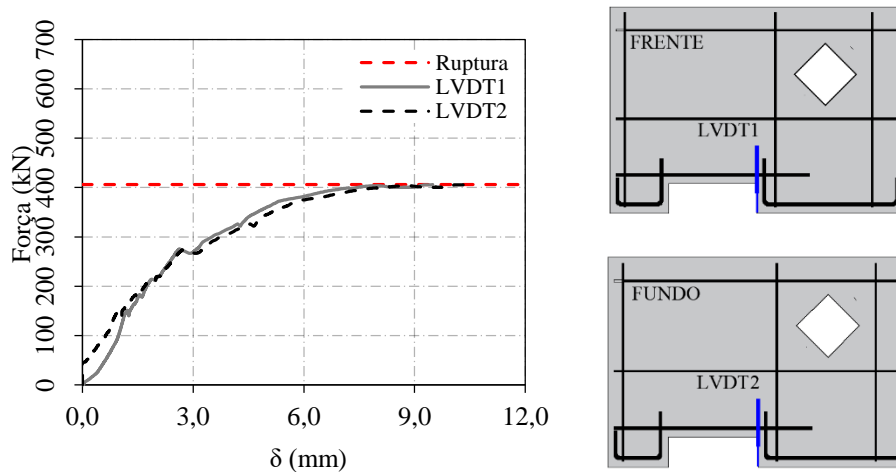 700
600
500
400
300
200
100
0
Força (kN)
Ruptura
LVDT1
LVDT2
0,0
3,0
6,0
9,0
12,0
δ (mm)
FRENTE
LVDT1
FUNDO
LVDT2